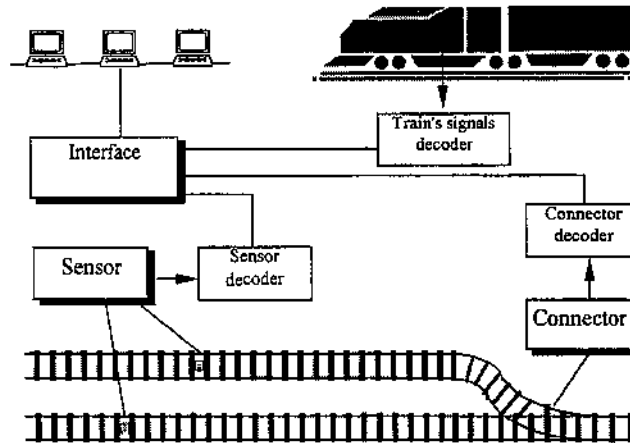 Train's signals
decoder
Interface
Connector
decoder
Sensor
Sensor
decoder
Connector